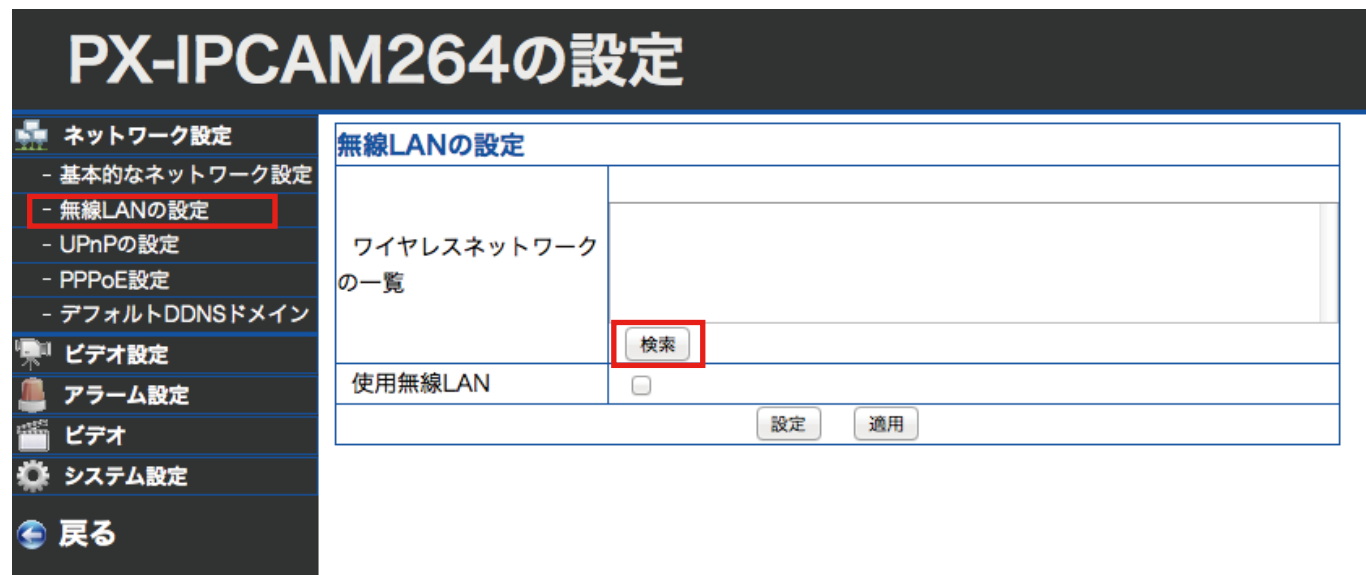 PX-IPCAM264の設定
ネットワーク設定
- 基本的なネットワーク設定
- 無線LANの設定
- UPnPの設定
- PPPoE設定
- デフォルトDDNSドメイン
ビデオ設定
アラーム設定
ビデオ
システム設定
戻る
無線LANの設定
ワイヤレスネットワーク
の一覧
検索
使用無線LAN
設定 適用